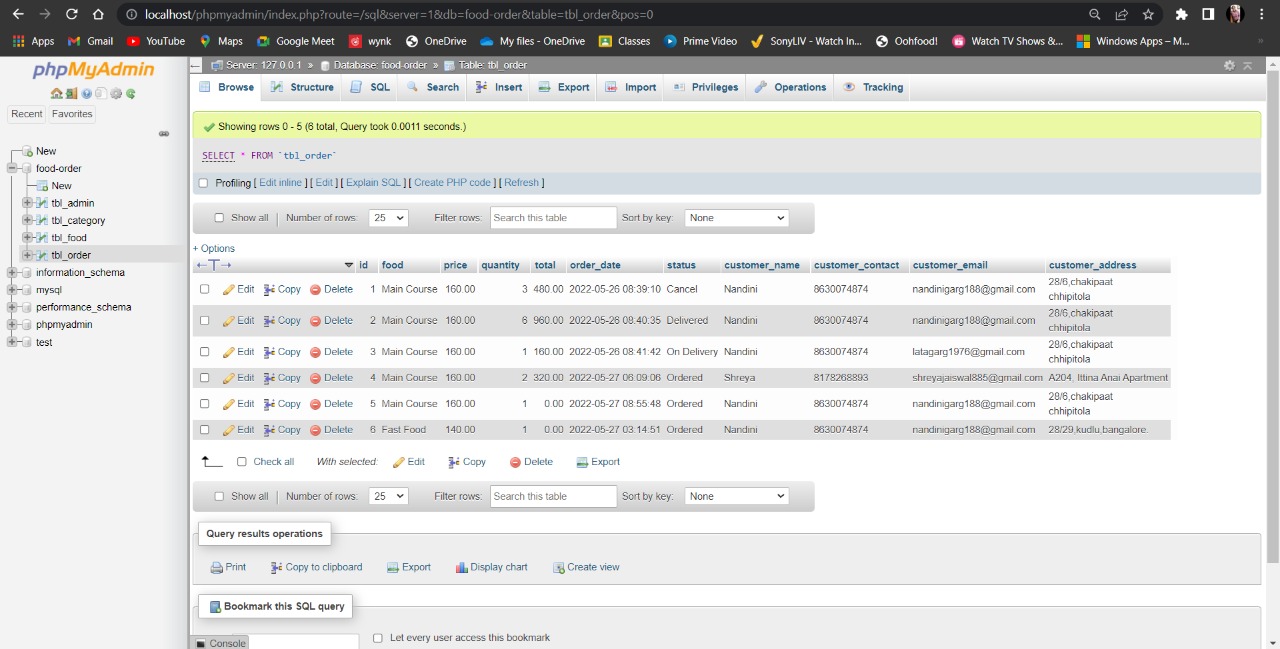 localhost/phpmyadmin/index.php?route=/sql&server=1&db=food-order&table=tbl_order&pos=0
Apps Gmail YouTube Maps Google Meet wynk OneDrive My files - OneDrive Classes Prime Video SonyLIV - Watch In... Oohfood! Watch TV Shows &... Windows Apps – M... »
phpMyAdmin
Recent Favorites
New
food-order
New
tbl_admin
tbl_category
tbl_food
tbl_order
information_schema
mysql
performance_schema
phpmyadmin
test
Server: 127.0.0.1 » Database: food-order » Table: tbl_order
Browse Structure SQL Search Insert Export Import Privileges Operations Tracking
Showing rows 0 - 5 (6 total, Query took 0.0011 seconds.)
SELECT * FROM `tbl_order`
Profiling [ Edit inline ] [ Edit ] [ Explain SQL ] [ Create PHP code ] [ Refresh ]
Show all | Number of rows: 25 Filter rows: Search this table Sort by key: None
+ Options
←T→ id food price quantity total order_date status customer_name customer_contact customer_email customer_address
Edit Copy Delete 1 Main Course 160.00 3 480.00 2022-05-26 08:39:10 Cancel Nandini 8630074874 nandinigarg188@gmail.com 28/6,chakipaat
chhipitola
Edit Copy Delete 2 Main Course 160.00 6 960.00 2022-05-26 08:40:35 Delivered Nandini 8630074874 nandinigarg188@gmail.com 28/6,chakipaat
chhipitola
Edit Copy Delete 3 Main Course 160.00 1 160.00 2022-05-26 08:41:42 On Delivery Nandini 8630074874 latagarg1976@gmail.com 28/6,chakipaat
chhipitola
Edit Copy Delete 4 Main Course 160.00 2 320.00 2022-05-27 06:09:06 Ordered Shreya 8178268893 shreyajaiswal885@gmail.com A204, Ittina Anai Apartment
Edit Copy Delete 5 Main Course 160.00 1 0.00 2022-05-27 08:55:48 Ordered Nandini 8630074874 nandinigarg188@gmail.com 28/6,chakipaat
chhipitola
Edit Copy Delete 6 Fast Food 140.00 1 0.00 2022-05-27 03:14:51 Ordered Nandini 8630074874 nandinigarg188@gmail.com 28/29,kudlu,bangalore.
Check all With selected: Edit Copy Delete Export
Show all | Number of rows: 25 Filter rows: Search this table Sort by key: None
Query results operations
Print Copy to clipboard Export Display chart Create view
Bookmark this SQL query
Let every user access this bookmark
Console